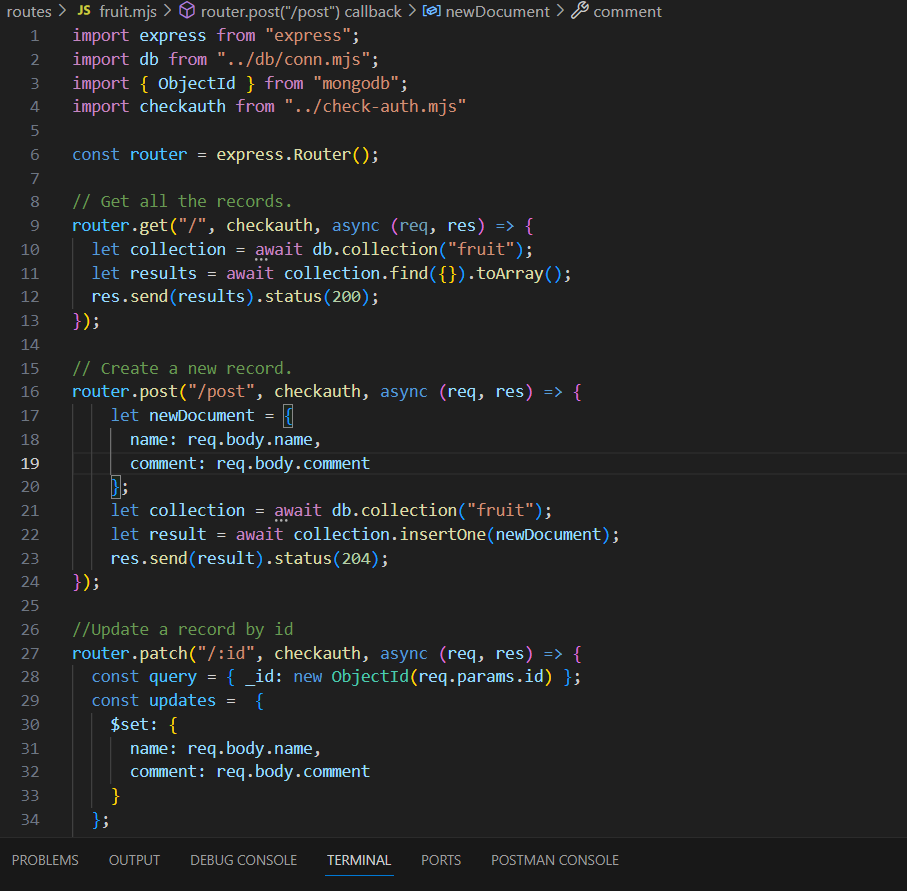 routes > JS fruit.mjs > router.post("/post") callback > newDocument > comment
1 import express from "express";
2 import db from "../db/conn.mjs";
3 import { ObjectId } from "mongodb";
4 import checkauth from "../check-auth.mjs"
5
6 const router = express.Router();
7
8 // Get all the records.
9 router.get("/", checkauth, async (req, res) => {
10   let collection = await db.collection("fruit");
11   let results = await collection.find({}).toArray();
12   res.send(results).status(200);
13 });
14
15 // Create a new record.
16 router.post("/post", checkauth, async (req, res) => {
17     let newDocument = {
18       name: req.body.name,
19       comment: req.body.comment
20     };
21     let collection = await db.collection("fruit");
22     let result = await collection.insertOne(newDocument);
23     res.send(result).status(204);
24 });
25
26 //Update a record by id
27 router.patch("/:id", checkauth, async (req, res) => {
28   const query = { _id: new ObjectId(req.params.id) };
29   const updates =  {
30     $set: {
31       name: req.body.name,
32       comment: req.body.comment
33     }
34   };
PROBLEMS OUTPUT DEBUG CONSOLE TERMINAL PORTS POSTMAN CONSOLE